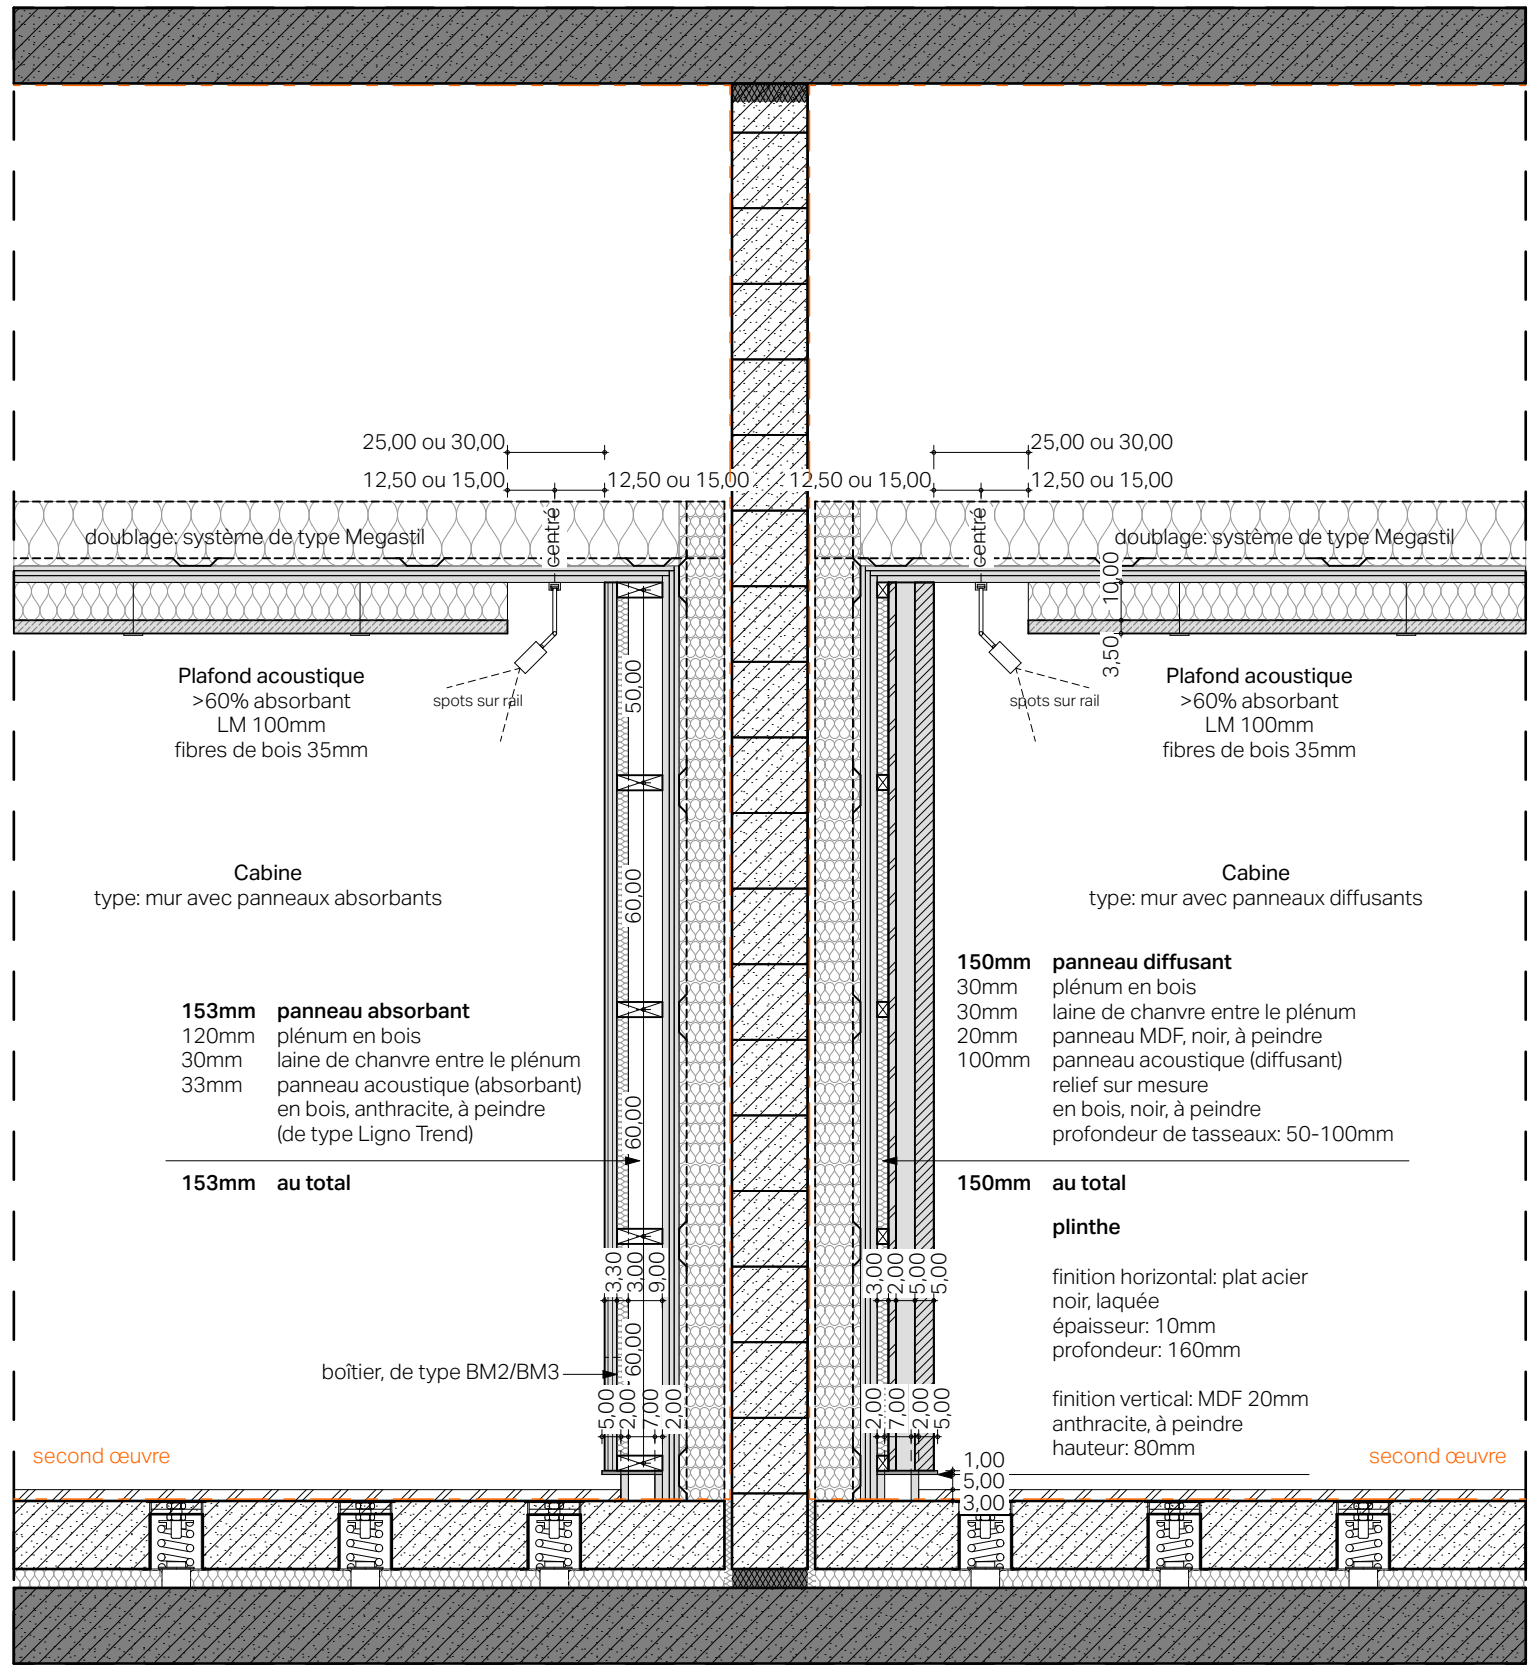 25,00 ou 30,00
25,00 ou 30,00
12,50 ou 15,00
12,50 ou 15,00
12,50 ou 15,00
12,50 ou 15,00
centré
centré
doublage: système de type Megastil
doublage: système de type Megastil
10,00
3,50
Plafond acoustique
>60% absorbant
LM 100mm
fibres de bois 35mm
spots sur rail
50,00
spots sur rail
Plafond acoustique
>60% absorbant
LM 100mm
fibres de bois 35mm
Cabine
type: mur avec panneaux absorbants
60,00
Cabine
type: mur avec panneaux diffusants
153mm panneau absorbant
120mm plénum en bois
30mm laine de chanvre entre le plénum
33mm panneau acoustique (absorbant)
en bois, anthracite, à peindre
(de type Ligno Trend)
153mm au total
60,00
150mm panneau diffusant
30mm plénum en bois
30mm laine de chanvre entre le plénum
20mm panneau MDF, noir, à peindre
100mm panneau acoustique (diffusant)
relief sur mesure
en bois, noir, à peindre
profondeur de tasseaux: 50-100mm
150mm au total
plinthe
finition horizontal: plat acier
noir, laquée
épaisseur: 10mm
profondeur: 160mm
finition vertical: MDF 20mm
anthracite, à peindre
hauteur: 80mm
3,30
3,00
9,00
3,00
2,00
5,00
5,00
60,00
boîtier, de type BM2/BM3
5,00
2,00
7,00
2,00
2,00
7,00
2,00
5,00
1,00
5,00
3,00
second œuvre
second œuvre